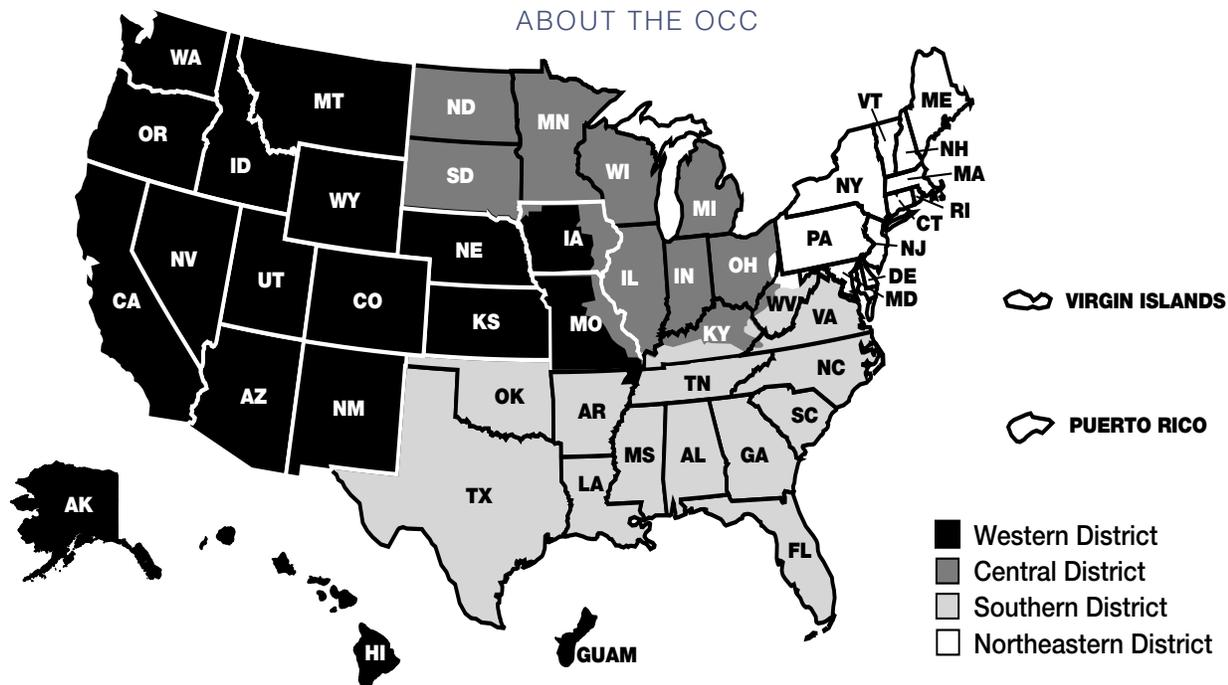 ABOUT THE OCC
WA
MT
ND
MN
VT
ME
OR
ID
SD
WI
NH
MA
WY
MI
NY
RI
CT
NE
IA
PA
NJ
NV
UT
CO
IL
IN
OH
DE
MD
CA
KS
MO
KY
WV
VA
VIRGIN ISLANDS
AZ
NM
OK
AR
TN
NC
SC
MS
AL
GA
PUERTO RICO
AK
TX
LA
FL
HI
GUAM
Western District
Central District
Southern District
Northeastern District